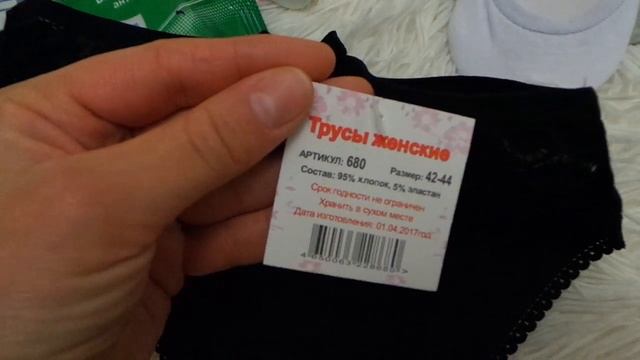 Трусы женские
АРТИКУЛ: 680 Размер: 42-44
Состав: 95% хлопок, 5% эластан
Срок годности не ограничен
Хранить в сухом месте
Дата изготовления: 01.04.2017год